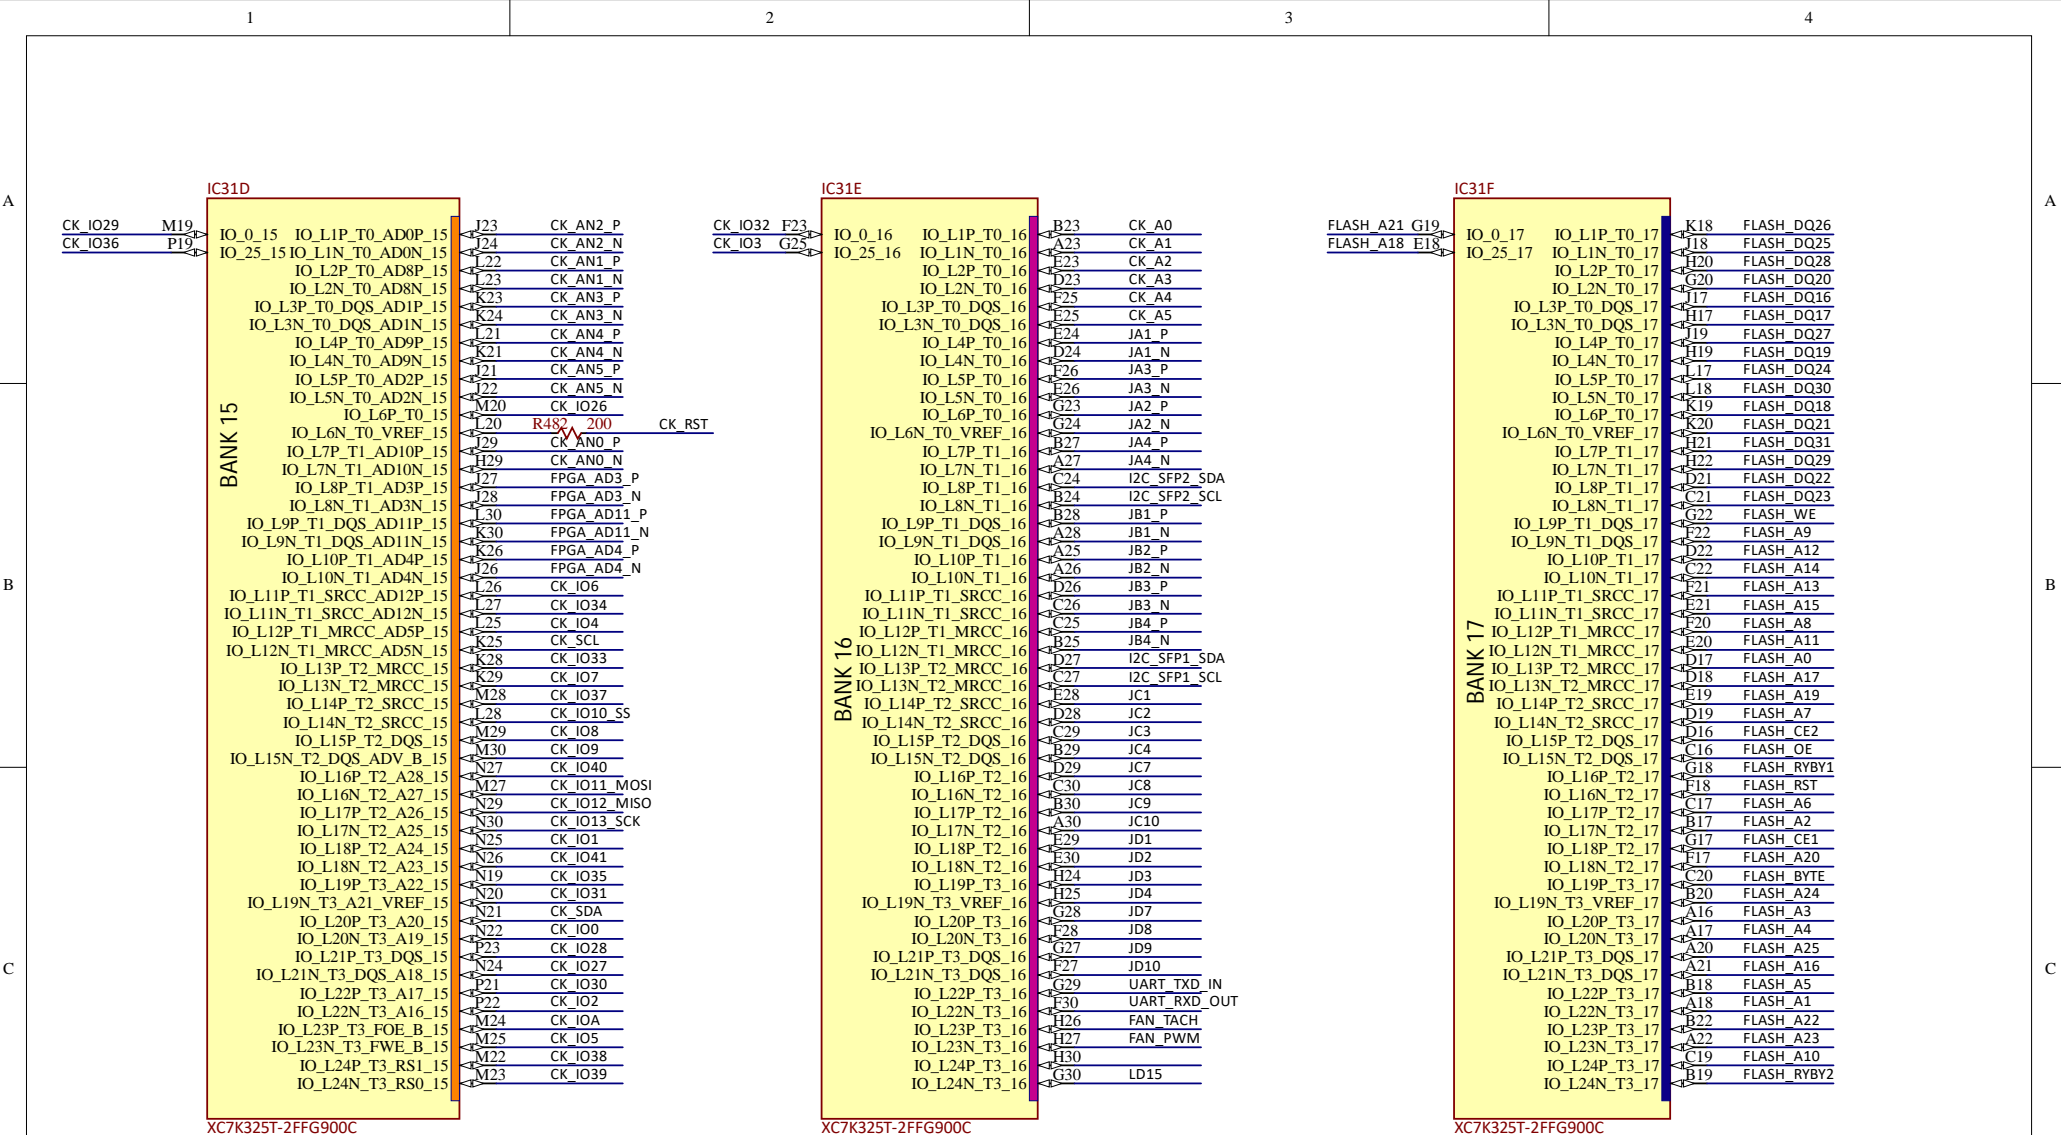 1 2 3 4
A A
B B
C C
IC31D
BANK 15
CK_IO29 M19 IO_0_15
CK_IO36 P19 IO_25_15
IO_L1P_T0_AD0P_15 J23 CK_AN2_P
IO_L1N_T0_AD0N_15 J24 CK_AN2_N
IO_L2P_T0_AD8P_15 L22 CK_AN1_P
IO_L2N_T0_AD8N_15 L23 CK_AN1_N
IO_L3P_T0_DQS_AD1P_15 K23 CK_AN3_P
IO_L3N_T0_DQS_AD1N_15 K24 CK_AN3_N
IO_L4P_T0_AD9P_15 L21 CK_AN4_P
IO_L4N_T0_AD9N_15 K21 CK_AN4_N
IO_L5P_T0_AD2P_15 J21 CK_AN5_P
IO_L5N_T0_AD2N_15 J22 CK_AN5_N
IO_L6P_T0_15 M20 CK_IO26
IO_L6N_T0_VREF_15 L20 R482 200 CK_RST
IO_L7P_T1_AD10P_15 J29 CK_AN0_P
IO_L7N_T1_AD10N_15 H29 CK_AN0_N
IO_L8P_T1_AD3P_15 J27 FPGA_AD3_P
IO_L8N_T1_AD3N_15 J28 FPGA_AD3_N
IO_L9P_T1_DQS_AD11P_15 L30 FPGA_AD11_P
IO_L9N_T1_DQS_AD11N_15 K30 FPGA_AD11_N
IO_L10P_T1_AD4P_15 K26 FPGA_AD4_P
IO_L10N_T1_AD4N_15 J26 FPGA_AD4_N
IO_L11P_T1_SRCC_AD12P_15 L26 CK_IO6
IO_L11N_T1_SRCC_AD12N_15 L27 CK_IO34
IO_L12P_T1_MRCC_AD5P_15 L25 CK_IO4
IO_L12N_T1_MRCC_AD5N_15 K25 CK_SCL
IO_L13P_T2_MRCC_15 K28 CK_IO33
IO_L13N_T2_MRCC_15 K29 CK_IO7
IO_L14P_T2_SRCC_15 M28 CK_IO37
IO_L14N_T2_SRCC_15 L28 CK_IO10_SS
IO_L15P_T2_DQS_15 M29 CK_IO8
IO_L15N_T2_DQS_ADV_B_15 M30 CK_IO9
IO_L16P_T2_A28_15 N27 CK_IO40
IO_L16N_T2_A27_15 M27 CK_IO11_MOSI
IO_L17P_T2_A26_15 N29 CK_IO12_MISO
IO_L17N_T2_A25_15 N30 CK_IO13_SCK
IO_L18P_T2_A24_15 N25 CK_IO1
IO_L18N_T2_A23_15 N26 CK_IO41
IO_L19P_T3_A22_15 N19 CK_IO35
IO_L19N_T3_A21_VREF_15 N20 CK_IO31
IO_L20P_T3_A20_15 N21 CK_SDA
IO_L20N_T3_A19_15 N22 CK_IO0
IO_L21P_T3_DQS_15 P23 CK_IO28
IO_L21N_T3_DQS_A18_15 N24 CK_IO27
IO_L22P_T3_A17_15 P21 CK_IO30
IO_L22N_T3_A16_15 P22 CK_IO2
IO_L23P_T3_FOE_B_15 M24 CK_IOA
IO_L23N_T3_FWE_B_15 M25 CK_IO5
IO_L24P_T3_RS1_15 M22 CK_IO38
IO_L24N_T3_RS0_15 M23 CK_IO39
XC7K325T-2FFG900C
IC31E
BANK 16
CK_IO32 F23 IO_0_16
CK_IO3 G25 IO_25_16
IO_L1P_T0_16 B23 CK_A0
IO_L1N_T0_16 A23 CK_A1
IO_L2P_T0_16 E23 CK_A2
IO_L2N_T0_16 D23 CK_A3
IO_L3P_T0_DQS_16 F25 CK_A4
IO_L3N_T0_DQS_16 E25 CK_A5
IO_L4P_T0_16 E24 JA1_P
IO_L4N_T0_16 D24 JA1_N
IO_L5P_T0_16 F26 JA3_P
IO_L5N_T0_16 E26 JA3_N
IO_L6P_T0_16 G23 JA2_P
IO_L6N_T0_VREF_16 G24 JA2_N
IO_L7P_T1_16 B27 JA4_P
IO_L7N_T1_16 A27 JA4_N
IO_L8P_T1_16 C24 I2C_SFP2_SDA
IO_L8N_T1_16 B24 I2C_SFP2_SCL
IO_L9P_T1_DQS_16 B28 JB1_P
IO_L9N_T1_DQS_16 A28 JB1_N
IO_L10P_T1_16 A25 JB2_P
IO_L10N_T1_16 A26 JB2_N
IO_L11P_T1_SRCC_16 D26 JB3_P
IO_L11N_T1_SRCC_16 C26 JB3_N
IO_L12P_T1_MRCC_16 C25 JB4_P
IO_L12N_T1_MRCC_16 B25 JB4_N
IO_L13P_T2_MRCC_16 D27 I2C_SFP1_SDA
IO_L13N_T2_MRCC_16 C27 I2C_SFP1_SCL
IO_L14P_T2_SRCC_16 E28 JC1
IO_L14N_T2_SRCC_16 D28 JC2
IO_L15P_T2_DQS_16 C29 JC3
IO_L15N_T2_DQS_16 B29 JC4
IO_L16P_T2_16 D29 JC7
IO_L16N_T2_16 C30 JC8
IO_L17P_T2_16 B30 JC9
IO_L17N_T2_16 A30 JC10
IO_L18P_T2_16 E29 JD1
IO_L18N_T2_16 E30 JD2
IO_L19P_T3_16 H24 JD3
IO_L19N_T3_VREF_16 H25 JD4
IO_L20P_T3_16 G28 JD7
IO_L20N_T3_16 F28 JD8
IO_L21P_T3_DQS_16 G27 JD9
IO_L21N_T3_DQS_16 F27 JD10
IO_L22P_T3_16 G29 UART_TXD_IN
IO_L22N_T3_16 F30 UART_RXD_OUT
IO_L23P_T3_16 H26 FAN_TACH
IO_L23N_T3_16 H27 FAN_PWM
IO_L24P_T3_16 H30
IO_L24N_T3_16 G30 LD15
XC7K325T-2FFG900C
IC31F
BANK 17
FLASH_A21 G19 IO_0_17
FLASH_A18 E18 IO_25_17
IO_L1P_T0_17 K18 FLASH_DQ26
IO_L1N_T0_17 J18 FLASH_DQ25
IO_L2P_T0_17 H20 FLASH_DQ28
IO_L2N_T0_17 G20 FLASH_DQ20
IO_L3P_T0_DQS_17 J17 FLASH_DQ16
IO_L3N_T0_DQS_17 H17 FLASH_DQ17
IO_L4P_T0_17 J19 FLASH_DQ27
IO_L4N_T0_17 H19 FLASH_DQ19
IO_L5P_T0_17 L17 FLASH_DQ24
IO_L5N_T0_17 L18 FLASH_DQ30
IO_L6P_T0_17 K19 FLASH_DQ18
IO_L6N_T0_VREF_17 K20 FLASH_DQ21
IO_L7P_T1_17 H21 FLASH_DQ31
IO_L7N_T1_17 H22 FLASH_DQ29
IO_L8P_T1_17 D21 FLASH_DQ22
IO_L8N_T1_17 C21 FLASH_DQ23
IO_L9P_T1_DQS_17 G22 FLASH_WE
IO_L9N_T1_DQS_17 F22 FLASH_A9
IO_L10P_T1_17 D22 FLASH_A12
IO_L10N_T1_17 C22 FLASH_A14
IO_L11P_T1_SRCC_17 F21 FLASH_A13
IO_L11N_T1_SRCC_17 E21 FLASH_A15
IO_L12P_T1_MRCC_17 F20 FLASH_A8
IO_L12N_T1_MRCC_17 E20 FLASH_A11
IO_L13P_T2_MRCC_17 D17 FLASH_A0
IO_L13N_T2_MRCC_17 D18 FLASH_A17
IO_L14P_T2_SRCC_17 E19 FLASH_A19
IO_L14N_T2_SRCC_17 D19 FLASH_A7
IO_L15P_T2_DQS_17 D16 FLASH_CE2
IO_L15N_T2_DQS_17 C16 FLASH_OE
IO_L16P_T2_17 G18 FLASH_RYBY1
IO_L16N_T2_17 F18 FLASH_RST
IO_L17P_T2_17 C17 FLASH_A6
IO_L17N_T2_17 B17 FLASH_A2
IO_L18P_T2_17 G17 FLASH_CE1
IO_L18N_T2_17 F17 FLASH_A20
IO_L19P_T3_17 C20 FLASH_BYTE
IO_L19N_T3_VREF_17 B20 FLASH_A24
IO_L20P_T3_17 A16 FLASH_A3
IO_L20N_T3_17 A17 FLASH_A4
IO_L21P_T3_DQS_17 A20 FLASH_A25
IO_L21N_T3_DQS_17 A21 FLASH_A16
IO_L22P_T3_17 B18 FLASH_A5
IO_L22N_T3_17 A18 FLASH_A1
IO_L23P_T3_17 B22 FLASH_A22
IO_L23N_T3_17 A22 FLASH_A23
IO_L24P_T3_17 C19 FLASH_A10
IO_L24N_T3_17 B19 FLASH_RYBY2
XC7K325T-2FFG900C